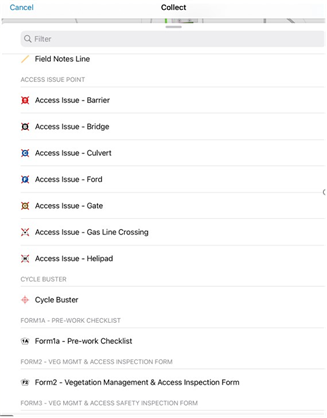 Cancel
Collect
Filter
Field Notes Line
ACCESS ISSUE POINT
Access Issue - Barrier
Access Issue - Bridge
Access Issue - Culvert
Access Issue - Ford
Access Issue - Gate
Access Issue - Gas Line Crossing
Access Issue - Helipad
CYCLE BUSTER
Cycle Buster
FORM1A - PRE-WORK CHECKLIST
1A Form1a - Pre-work Checklist
FORM2 - VEG MGMT & ACCESS INSPECTION FORM
F2 Form2 - Vegetation Management & Access Inspection Form
FORM3 - VEG MGMT & ACCESS SAFETY INSPECTION FORM